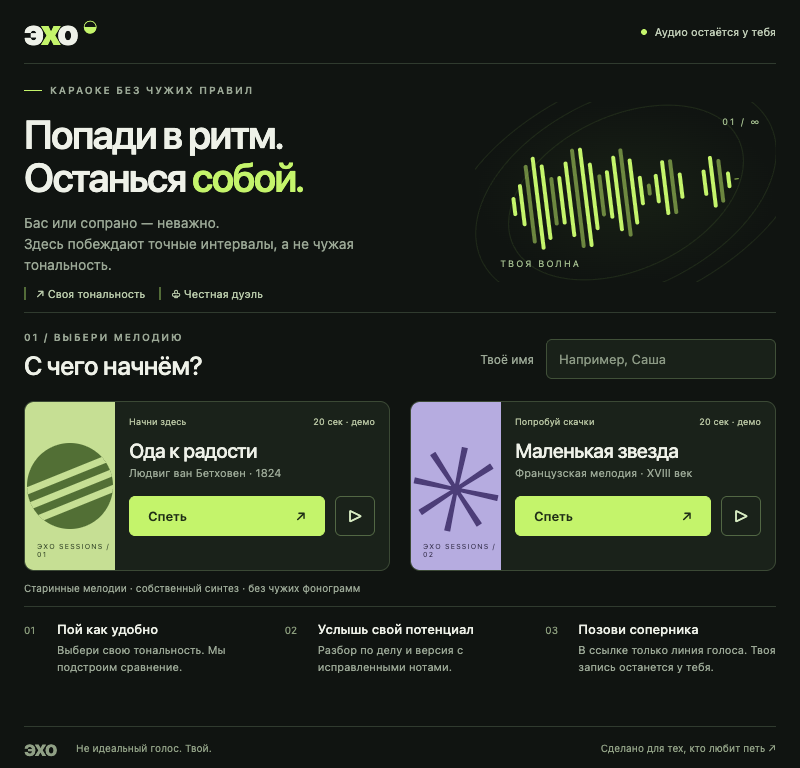 ЭХО
Аудио остаётся у тебя
КАРАОКЕ БЕЗ ЧУЖИХ ПРАВИЛ
Попади в ритм.
Останься собой.
Бас или сопрано — неважно.
Здесь побеждают точные интервалы, а не чужая
тональность.
↗ Своя тональность
Честная дуэль
01 / ∞
ТВОЯ ВОЛНА
01 / ВЫБЕРИ МЕЛОДИЮ
С чего начнём?
Твоё имя
Например, Саша
ЭХО SESSIONS /
01
Начни здесь
20 сек · демо
Ода к радости
Людвиг ван Бетховен · 1824
Спеть ↗
ЭХО SESSIONS /
02
Попробуй скачки
20 сек · демо
Маленькая звезда
Французская мелодия · XVIII век
Спеть ↗
Старинные мелодии · собственный синтез · без чужих фонограмм
01
Пой как удобно
Выбери свою тональность. Мы
подстроим сравнение.
02
Услышь свой потенциал
Разбор по делу и версия с
исправленными нотами.
03
Позови соперника
В ссылке только линия голоса. Твоя
запись останется у тебя.
ЭХО
Не идеальный голос. Твой.
Сделано для тех, кто любит петь ↗